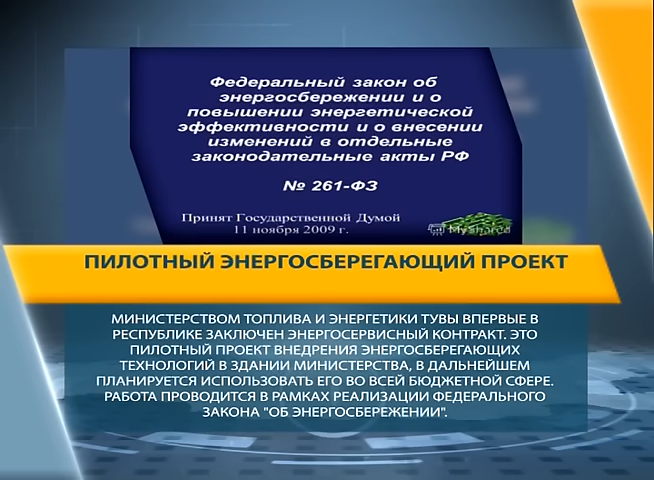 Федеральный закон об
энергосбережении и о
повышении энергетической
эффективности и о внесении
изменений в отдельные
законодательные акты РФ
№ 261-ФЗ
Принят Государственной Думой
11 ноября 2009 г.
MyShared
ПИЛОТНЫЙ ЭНЕРГОСБЕРЕГАЮЩИЙ ПРОЕКТ
МИНИСТЕРСТВОМ ТОПЛИВА И ЭНЕРГЕТИКИ ТУВЫ ВПЕРВЫЕ В
РЕСПУБЛИКЕ ЗАКЛЮЧЕН ЭНЕРГОСЕРВИСНЫЙ КОНТРАКТ. ЭТО
ПИЛОТНЫЙ ПРОЕКТ ВНЕДРЕНИЯ ЭНЕРГОСБЕРЕГАЮЩИХ
ТЕХНОЛОГИЙ В ЗДАНИИ МИНИСТЕРСТВА, В ДАЛЬНЕЙШЕМ
ПЛАНИРУЕТСЯ ИСПОЛЬЗОВАТЬ ЕГО ВО ВСЕЙ БЮДЖЕТНОЙ СФЕРЕ.
РАБОТА ПРОВОДИТСЯ В РАМКАХ РЕАЛИЗАЦИИ ФЕДЕРАЛЬНОГО
ЗАКОНА "ОБ ЭНЕРГОСБЕРЕЖЕНИИ".